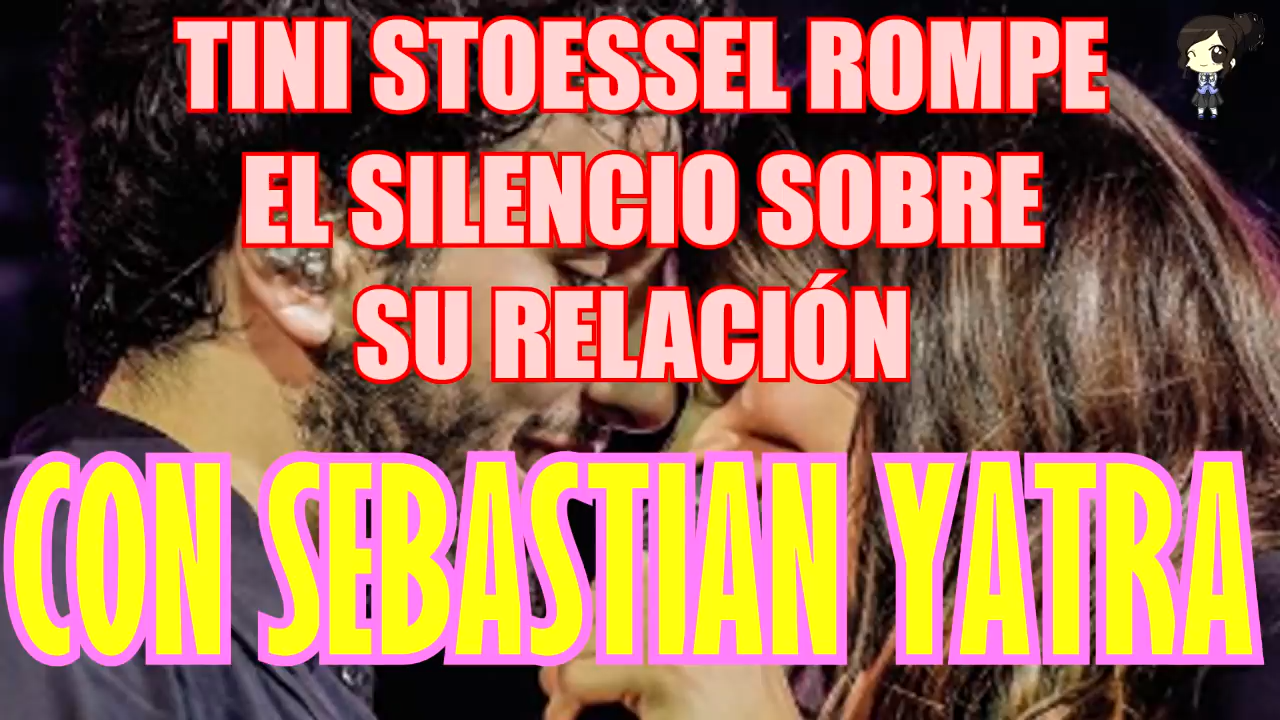 TINI STOESSEL ROMPE
EL SILENCIO SOBRE
SU RELACIÓN
CON SEBASTIAN YATRA